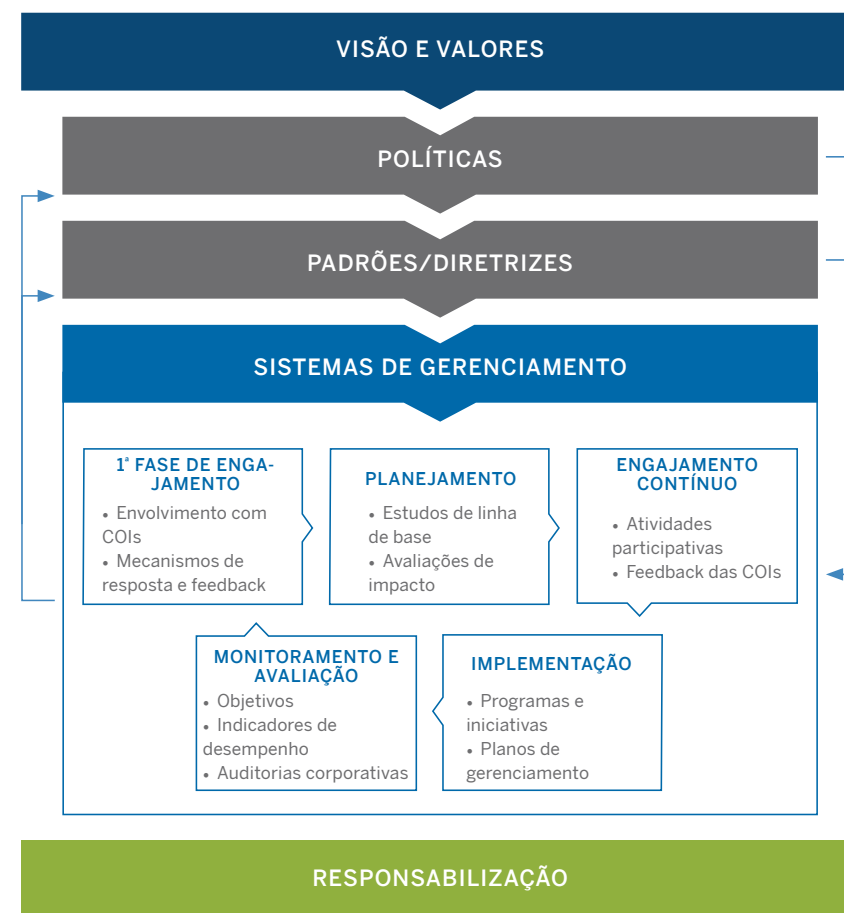 VISÃO E VALORES
POLÍTICAS
PADRÕES/DIRETRIZES
SISTEMAS DE GERENCIAMENTO
1ª FASE DE ENGA-
JAMENTO
• Envolvimento com
COIs
• Mecanismos de
resposta e feedback
PLANEJAMENTO
• Estudos de linha
de base
• Avaliações de
impacto
ENGAJAMENTO
CONTÍNUO
• Atividades
participativas
• Feedback das COIs
MONITORAMENTO E
AVALIAÇÃO
• Objetivos
• Indicadores de
desempenho
• Auditorias corporativas
IMPLEMENTAÇÃO
• Programas e
iniciativas
• Planos de
gerenciamento
RESPONSABILIZAÇÃO